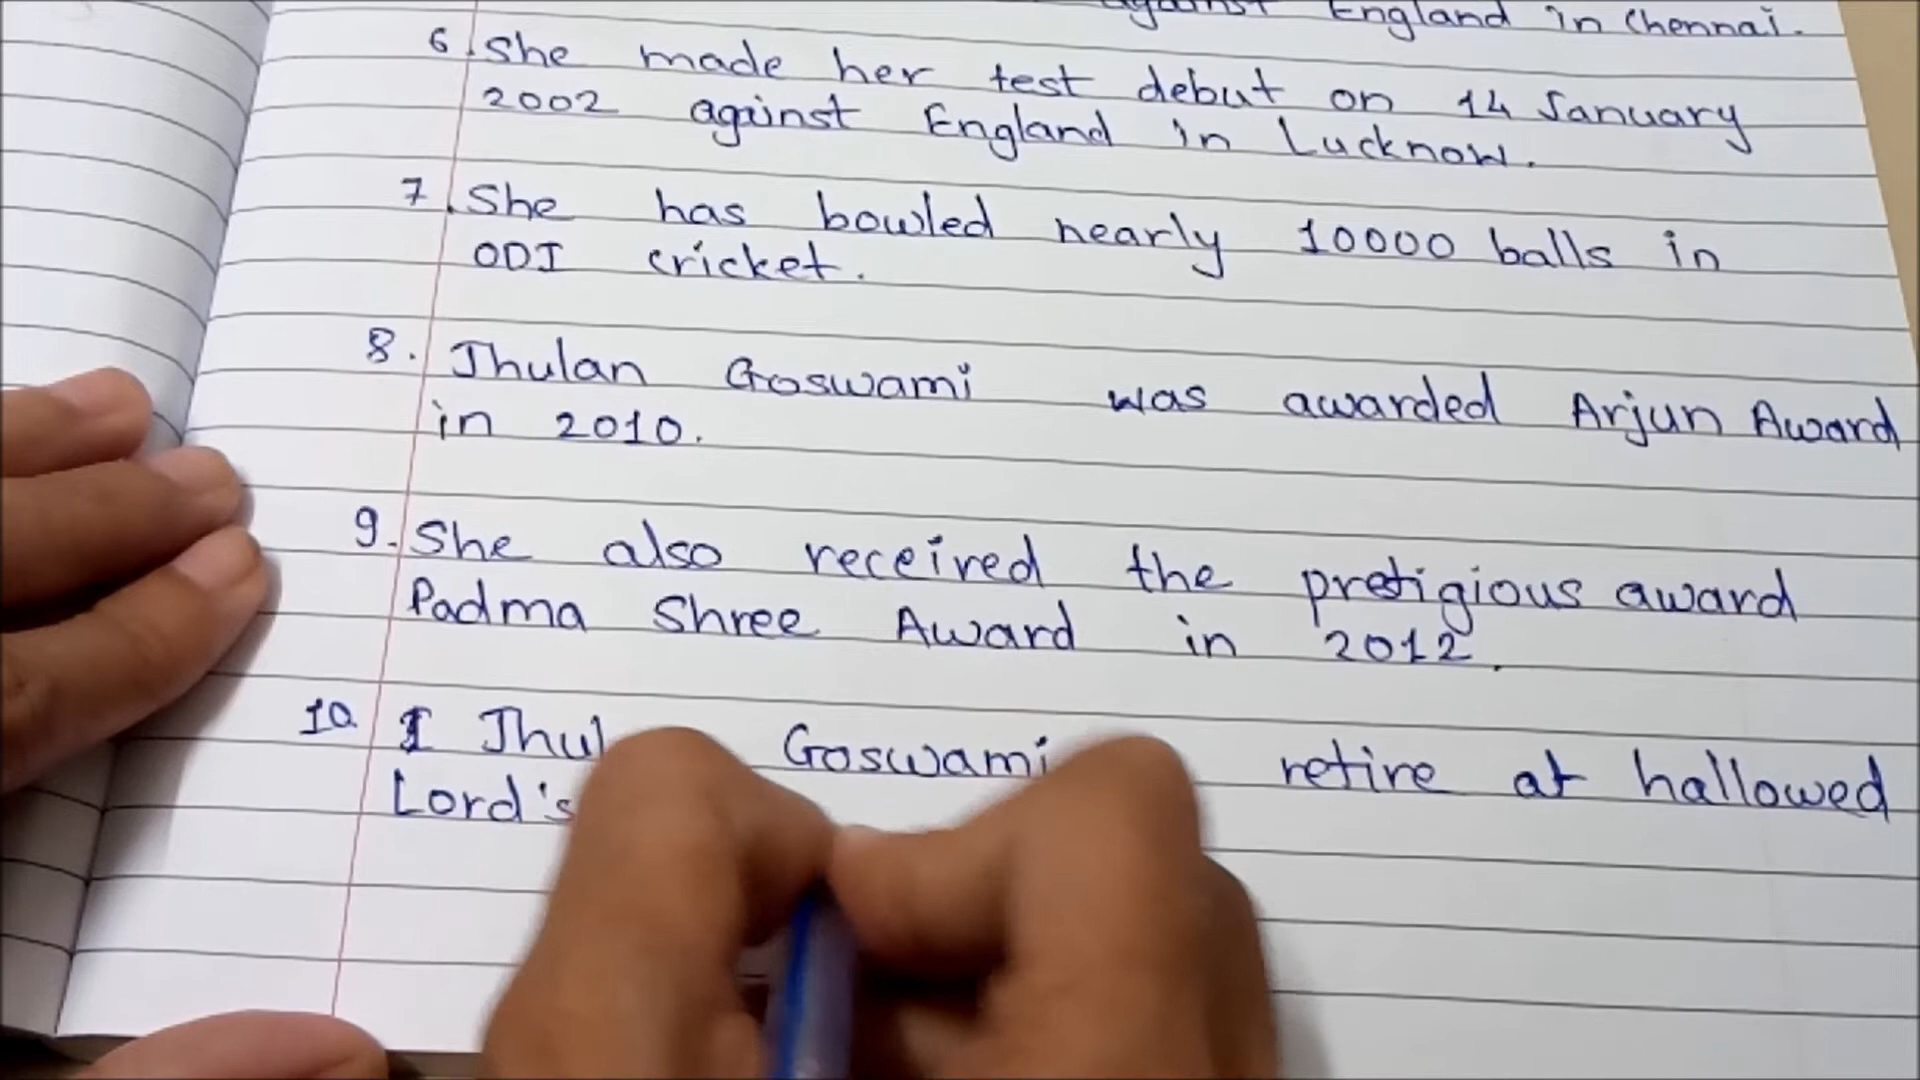 against England in Chennai.
6. She made her test debut on 14 January
2002 against England in Lucknow.
7. She has bowled nearly 10000 balls in
ODI cricket.
8. Jhulan Goswami was awarded Arjun Award
in 2010.
9. She also received the pretigious award
Padma Shree Award in 2012.
10. Goswami retire at hallowed
Lord's